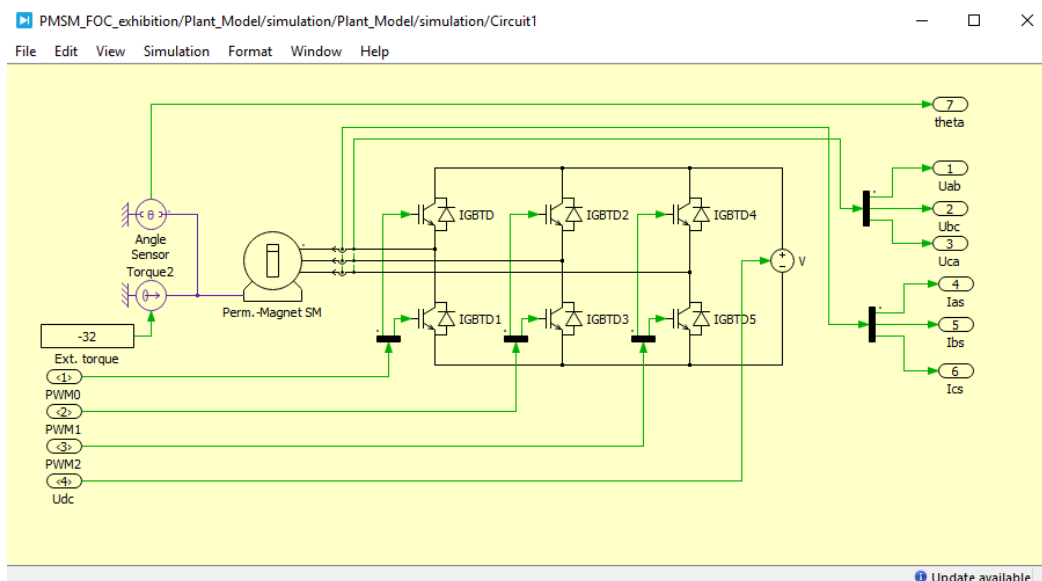 PMSM_FOC_exhibition/Plant_Model/simulation/Plant_Model/simulation/Circuit1
File Edit View Simulation Format Window Help
7
theta
1
Uab
2
Ubc
3
Uca
4
Ias
5
Ibs
6
Ics
θ
Angle
Sensor
Torque2
-32
Ext. torque
Perm.-Magnet SM
IGBTD
IGBTD2
IGBTD4
IGBTD1
IGBTD3
IGBTD5
V
<1>
PWM0
<2>
PWM1
<3>
PWM2
<4>
Udc
Update available